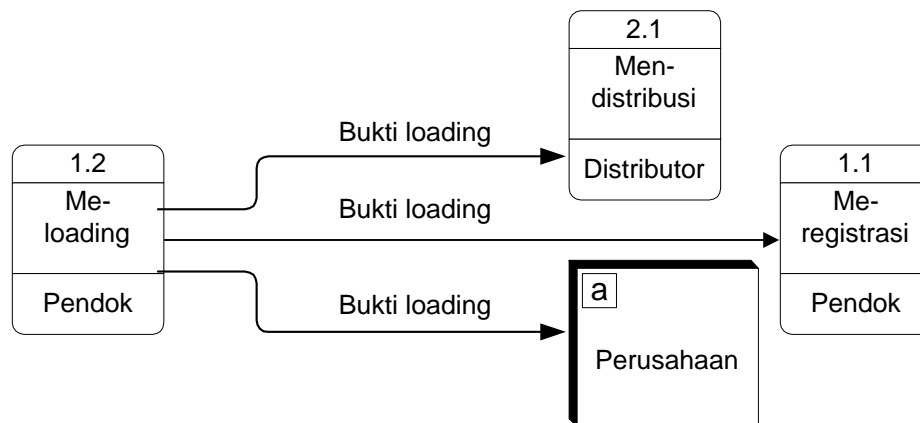 2.1
Men-
distribusi
Distributor
Bukti loading
1.2
Me-
loading
Pendok
Bukti loading
1.1
Me-
registrasi
Pendok
Bukti loading
a
Perusahaan